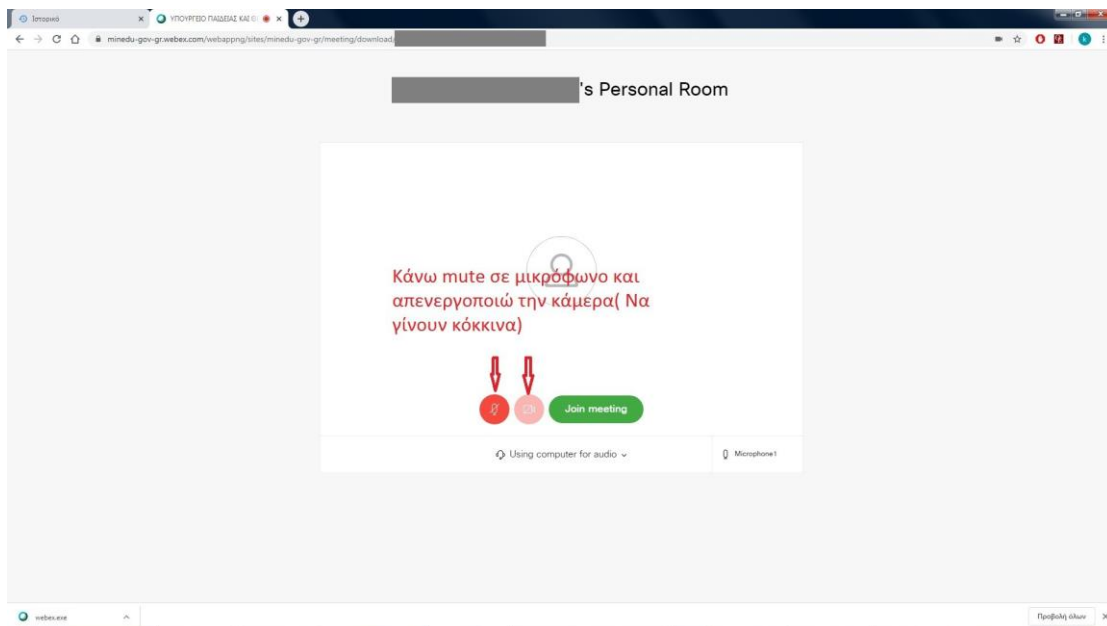 Ιστορικό
ΥΠΟΥΡΓΕΙΟ ΠΑΙΔΕΙΑΣ ΚΑΙ Θ
minedu-gov-gr.webex.com/webappng/sites/minedu-gov-gr/meeting/download/
's Personal Room
Κάνω mute σε μικρόφωνο και
απενεργοποιώ την κάμερα( Να
γίνουν κόκκινα)
Join meeting
Using computer for audio
Microphone1
webex.exe
Προβολή όλων